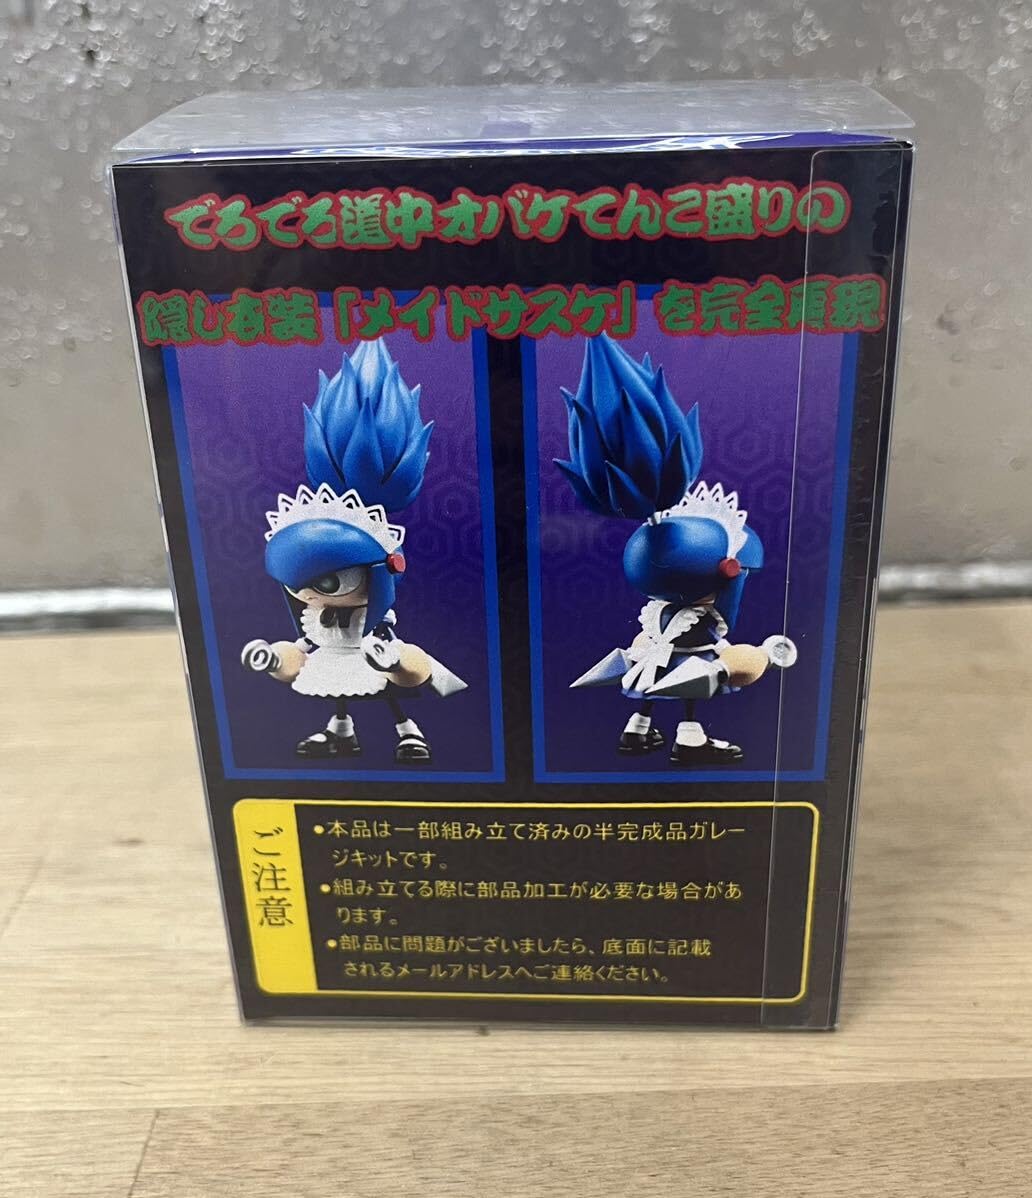 でろでろ道中オバケてんこ盛りの
隠し衣装「メイドサスケ」を完全再現
ご注意
●本品は一部組み立て済みの半完成品ガレー
ジキットです。
●組み立てる際に部品加工が必要な場合があ
ります。
●部品に問題がございましたら、底面に記載
されるメールアドレスへご連絡ください。